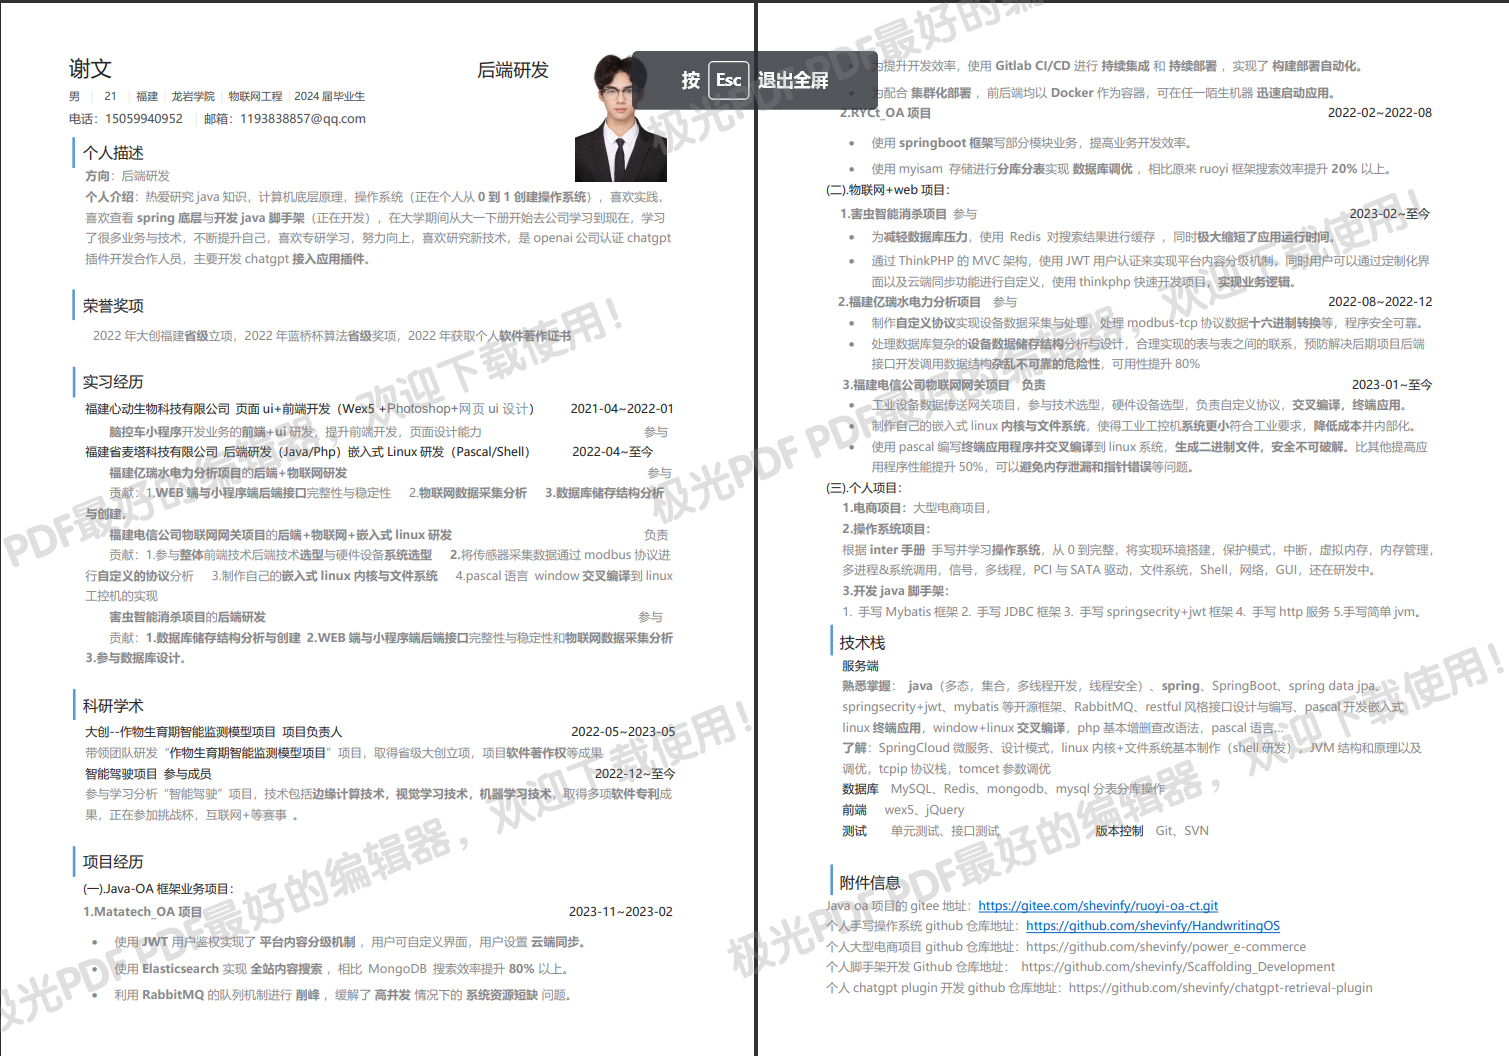 谢文
后端研发
男 21 福建 龙岩学院 物联网工程 2024 届毕业生
电话：15059940952 邮箱：1193838857@qq.com
个人描述
方向：后端研发
个人介绍：热爱研究 java 知识，计算机底层原理，操作系统（正在个人从 0 到 1 创建操作系统），喜欢实践，
喜欢查看 spring 底层与开发 java 脚手架（正在开发），在大学期间从大一下册开始去公司学习到现在，学习
了很多业务与技术，不断提升自己，喜欢专研学习，努力向上，喜欢研究新技术，是 openai 公司认证 chatgpt
插件开发合作人员，主要开发 chatgpt 接入应用插件。
荣誉奖项
2022 年大创福建省级立项，2022 年蓝桥杯算法省级奖项，2022 年获取个人软件著作证书
实习经历
福建心动生物科技有限公司 页面 ui+前端开发（Wex5 +Photoshop+网页 ui 设计） 2021-04~2022-01
脑控车小程序开发业务的前端+ui 研发，提升前端开发，页面设计能力 参与
福建省麦塔科技有限公司 后端研发（Java/Php）嵌入式 Linux 研发（Pascal/Shell） 2022-04~至今
福建亿瑞水电力分析项目的后端+物联网研发 参与
贡献：1.WEB 端与小程序端后端接口完整性与稳定性 2.物联网数据采集分析 3.数据库储存结构分析
与创建。
福建电信公司物联网网关项目的后端+物联网+嵌入式 linux 研发 负责
贡献：1.参与整体前端技术后端技术选型与硬件设备系统选型 2.将传感器采集数据通过 modbus 协议进
行自定义的协议分析 3.制作自己的嵌入式 linux 内核与文件系统 4.pascal 语言 window 交叉编译到 linux
工控机的实现
害虫智能消杀项目的后端研发 参与
贡献：1.数据库储存结构分析与创建 2.WEB 端与小程序端后端接口完整性与稳定性和物联网数据采集分析
3.参与数据库设计。
科研学术
大创--作物生育期智能监测模型项目 项目负责人 2022-05~2023-05
带领团队研发“作物生育期智能监测模型项目”项目，取得省级大创立项，项目软件著作权等成果
智能驾驶项目 参与成员 2022-12~至今
参与学习分析“智能驾驶”项目，技术包括边缘计算技术，视觉学习技术，机器学习技术，取得多项软件专利成
果，正在参加挑战杯，互联网+等赛事 。
项目经历
(一).Java-OA 框架业务项目：
1.Matatech_OA 项目 2023-11~2023-02
• 使用 JWT 用户鉴权实现了 平台内容分级机制 ，用户可自定义界面，用户设置 云端同步。
• 使用 Elasticsearch 实现 全站内容搜索 ，相比 MongoDB 搜索效率提升 80% 以上。
• 利用 RabbitMQ 的队列机制进行 削峰 ，缓解了 高并发 情况下的 系统资源短缺 问题。
按 Esc 退出全屏
• 为提升开发效率，使用 Gitlab CI/CD 进行 持续集成 和 持续部署 ，实现了 构建部署自动化。
• 为配合 集群化部署 ，前后端均以 Docker 作为容器，可在任一陌生机器 迅速启动应用。
2.RYCt_OA 项目 2022-02~2022-08
• 使用 springboot 框架写部分模块业务，提高业务开发效率。
• 使用 myisam 存储进行分库分表实现 数据库调优 ，相比原来 ruoyi 框架搜索效率提升 20% 以上。
(二).物联网+web 项目：
1.害虫智能消杀项目 参与 2023-02~至今
• 为减轻数据库压力，使用 Redis 对搜索结果进行缓存 ，同时极大缩短了应用运行时间。
• 通过 ThinkPHP 的 MVC 架构，使用 JWT 用户认证来实现平台内容分级机制，同时用户可以通过定制化界
面以及云端同步功能进行自定义，使用 thinkphp 快速开发项目，实现业务逻辑。
2.福建亿瑞水电力分析项目 参与 2022-08~2022-12
• 制作自定义协议实现设备数据采集与处理，处理 modbus-tcp 协议数据十六进制转换等，程序安全可靠。
• 处理数据库复杂的设备数据储存结构分析与设计，合理实现的表与表之间的联系，预防解决后期项目后端
接口开发调用数据结构杂乱不可靠的危险性，可用性提升 80%
3.福建电信公司物联网网关项目 负责 2023-01~至今
• 工业设备数据传送网关项目，参与技术选型，硬件设备选型，负责自定义协议，交叉编译，终端应用。
• 制作自己的嵌入式 linux 内核与文件系统，使得工业工控机系统更小符合工业要求，降低成本并内部化。
• 使用 pascal 编写终端应用程序并交叉编译到 linux 系统，生成二进制文件，安全不可破解。比其他提高应
用程序性能提升 50%，可以避免内存泄漏和指针错误等问题。
(三).个人项目：
1.电商项目：大型电商项目，
2.操作系统项目：
根据 inter 手册 手写并学习操作系统，从 0 到完整，将实现环境搭建，保护模式，中断，虚拟内存，内存管理，
多进程&系统调用，信号，多线程，PCI 与 SATA 驱动，文件系统，Shell，网络，GUI，还在研发中。
3.开发 java 脚手架：
1. 手写 Mybatis 框架 2. 手写 JDBC 框架 3. 手写 springsecrity+jwt 框架 4. 手写 http 服务 5.手写简单 jvm。
技术栈
服务端
熟悉掌握： java（多态，集合，多线程开发，线程安全）、spring、SpringBoot、spring data jpa、
springsecrity+jwt、mybatis 等开源框架、RabbitMQ、restful 风格接口设计与编写、pascal 开发嵌入式
linux 终端应用，window+linux 交叉编译，php 基本增删查改语法，pascal 语言...
了解：SpringCloud 微服务、设计模式，linux 内核+文件系统基本制作（shell 研发），JVM 结构和原理以及
调优，tcpip 协议栈，tomcet 参数调优
数据库 MySQL、Redis、mongodb、mysql 分表分库操作
前端 wex5、jQuery
测试 单元测试、接口测试 版本控制 Git、SVN
附件信息
Java oa 项目的 gitee 地址：https://gitee.com/shevinfy/ruoyi-oa-ct.git
个人手写操作系统 github 仓库地址：https://github.com/shevinfy/HandwritingOS
个人大型电商项目 github 仓库地址：https://github.com/shevinfy/power_e-commerce
个人脚手架开发 Github 仓库地址： https://github.com/shevinfy/Scaffolding_Development
个人 chatgpt plugin 开发 github 仓库地址：https://github.com/shevinfy/chatgpt-retrieval-plugin
极光PDF PDF最好的编辑器，欢迎下载使用！